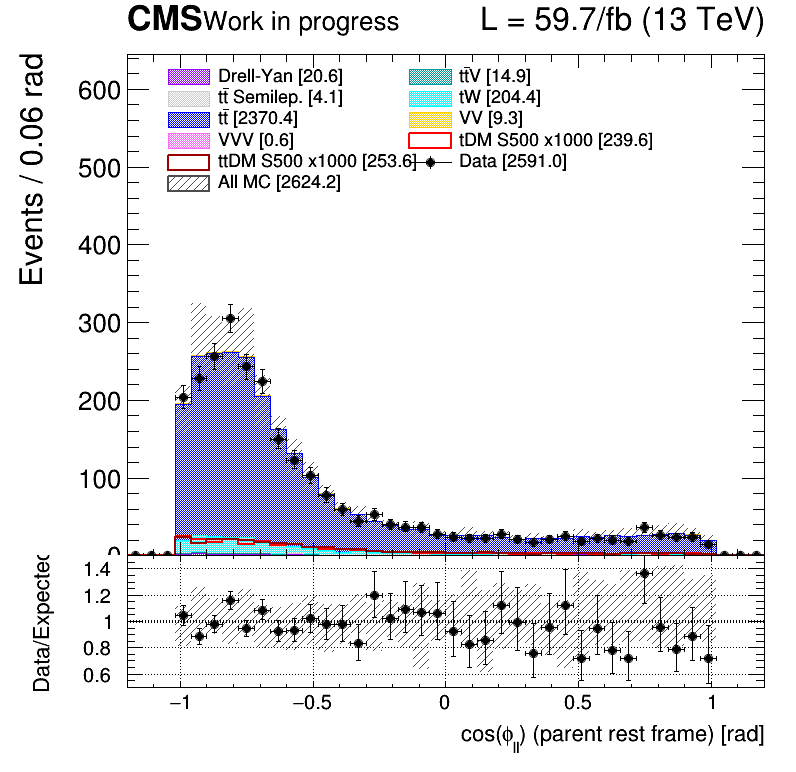 CMS Work in progress L = 59.7/fb (13 TeV)
Events / 0.06 rad
600
500
400
300
200
100
0
Drell-Yan [20.6]
tt̄ Semilep. [4.1]
tt̄ [2370.4]
VVV [0.6]
ttDM S500 x1000 [253.6]
All MC [2624.2]
tt̄V [14.9]
tW [204.4]
VV [9.3]
tDM S500 x1000 [239.6]
Data [2591.0]
Data/Expected
1.4
1.2
1
0.8
0.6
−1 −0.5 0 0.5 1
cos(ϕ_ll) (parent rest frame) [rad]